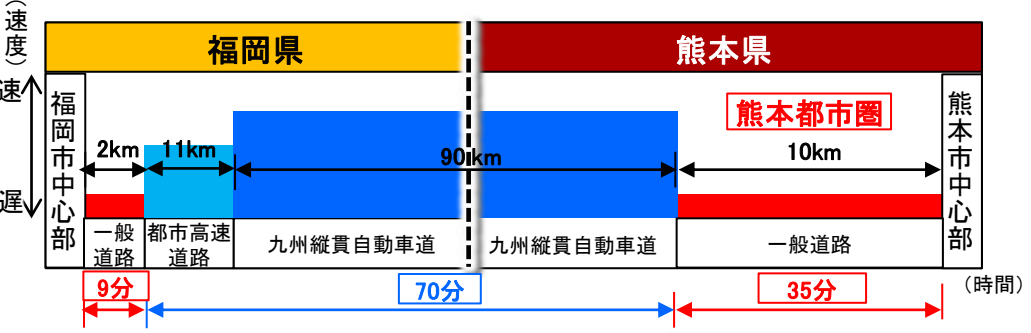 (速度)
速
遅
福岡県
熊本県
福岡市中心部
熊本都市圏
熊本市中心部
2km
11km
90km
10km
一般
道路
都市高速
道路
九州縦貫自動車道
九州縦貫自動車道
一般道路
9分
70分
35分
(時間)